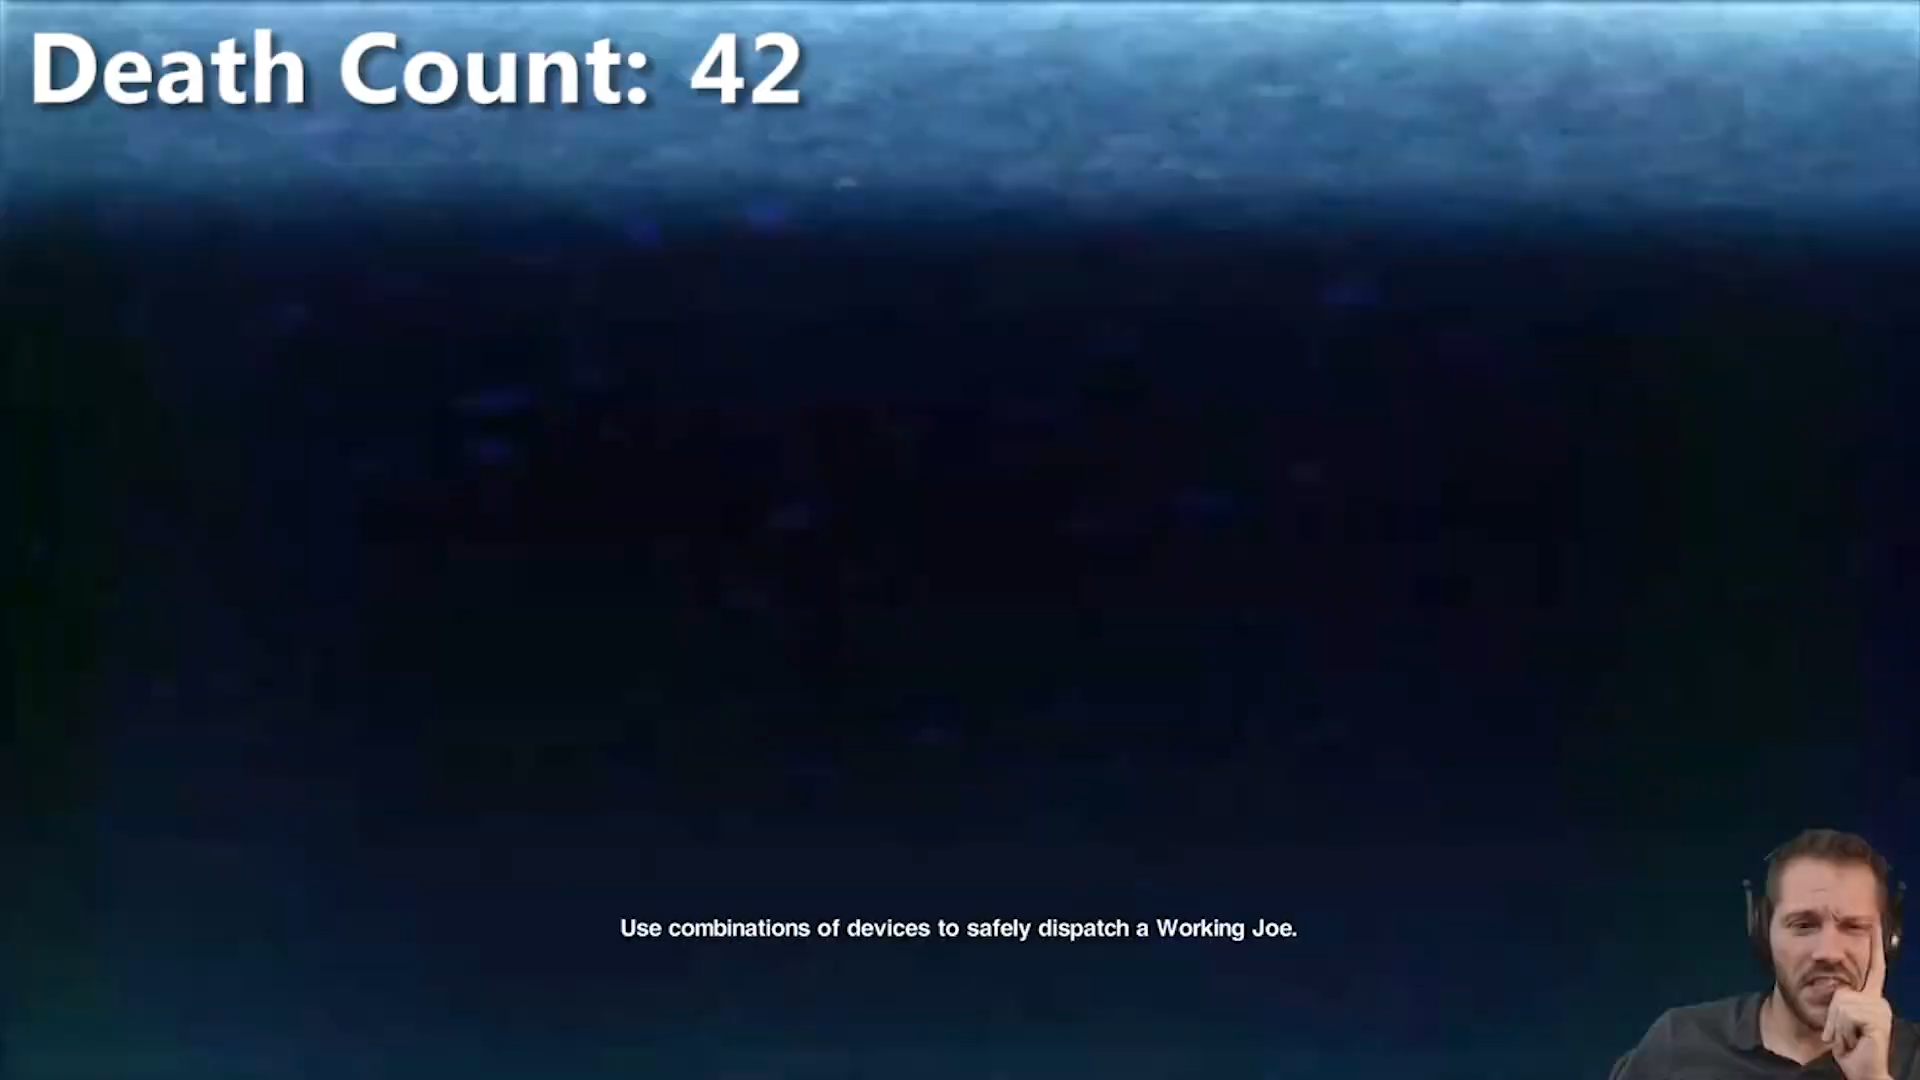 Death Count: 42
Use combinations of devices to safely dispatch a Working Joe.